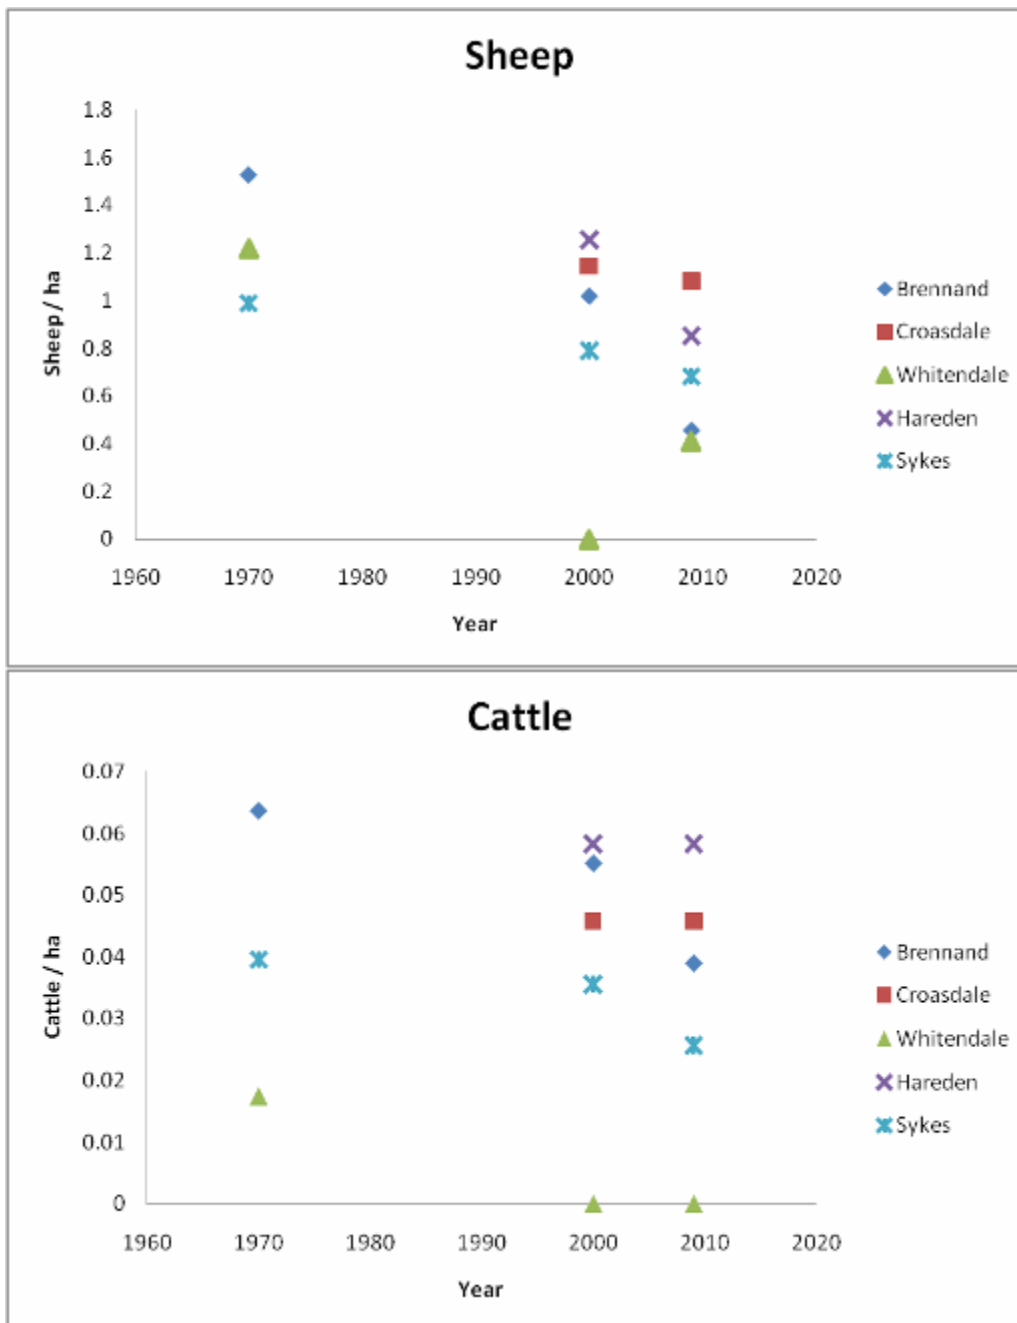 Sheep
1.8
1.6
1.4
1.2
1
0.8
0.6
0.4
0.2
0
Sheep / ha
1960 1970 1980 1990 2000 2010 2020
Year
Brennand
Croasdale
Whitendale
Hareden
Sykes
Cattle
0.07
0.06
0.05
0.04
0.03
0.02
0.01
0
Cattle / ha
1960 1970 1980 1990 2000 2010 2020
Year
Brennand
Croasdale
Whitendale
Hareden
Sykes